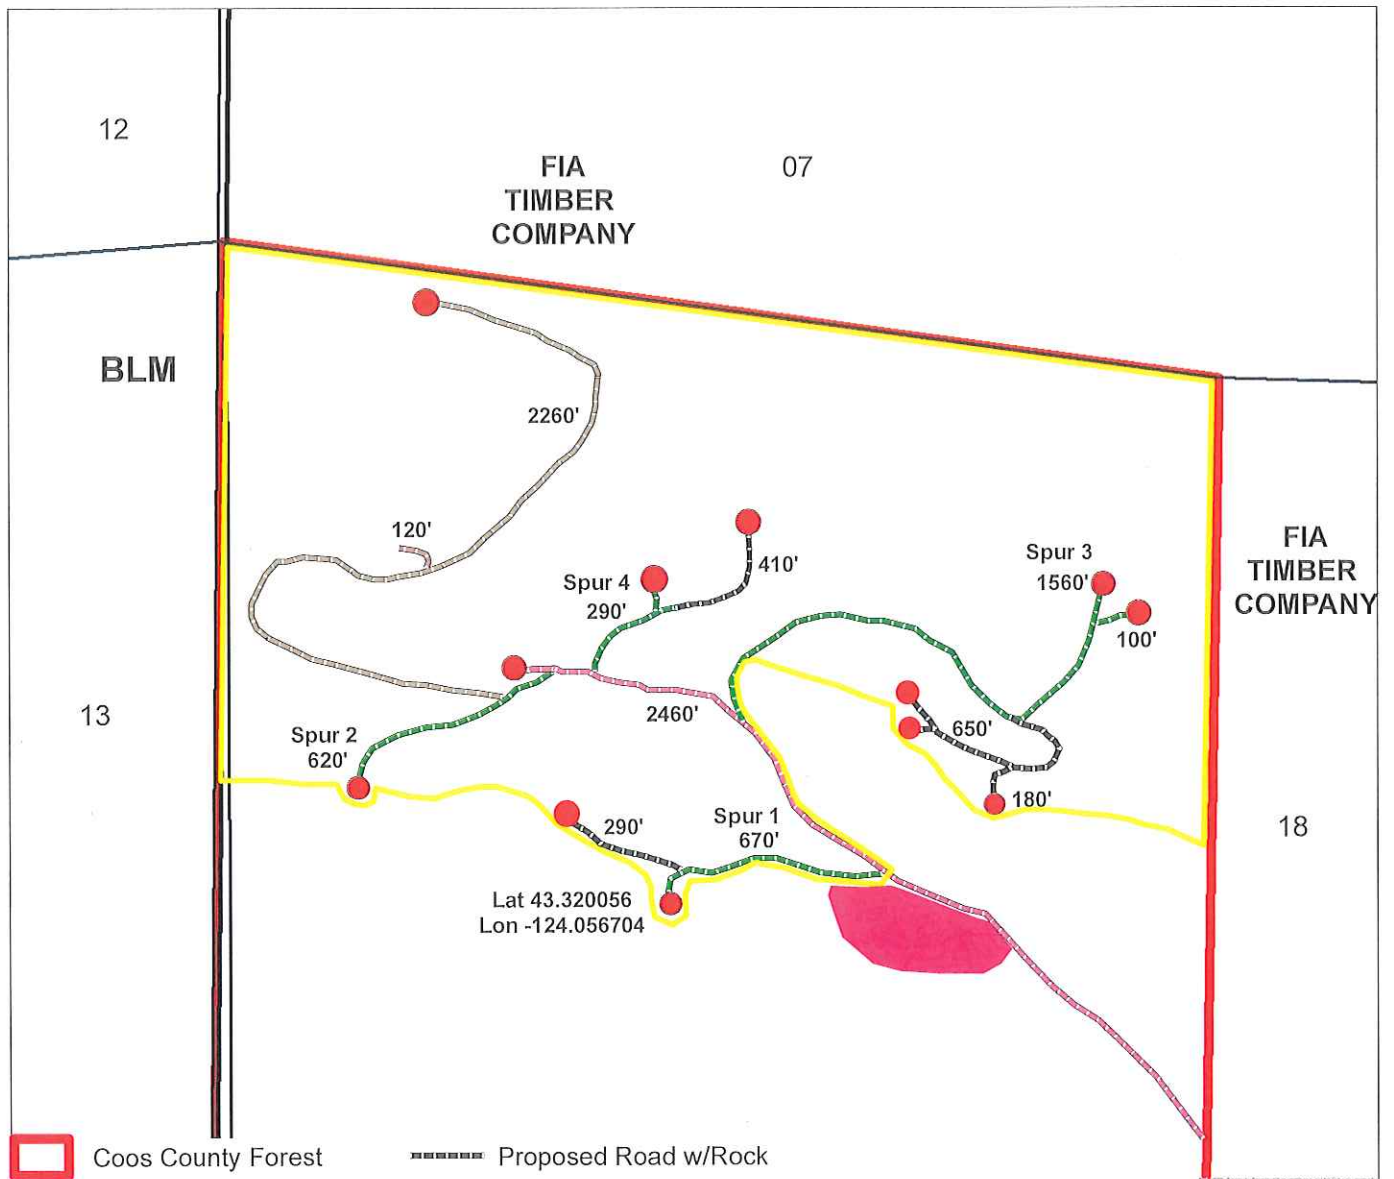 12
FIA
TIMBER
COMPANY
07
BLM
2260'
120'
410'
Spur 4
290'
Spur 3
1560'
100'
FIA
TIMBER
COMPANY
13
2460'
650'
Spur 2
620'
180'
290'
Spur 1
670'
18
Lat 43.320056
Lon -124.056704
Coos County Forest
Proposed Road w/Rock